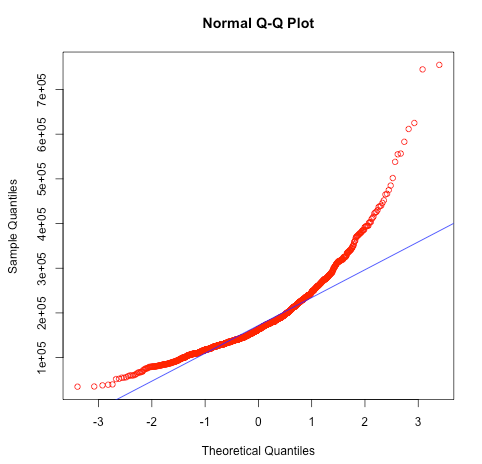 Normal Q-Q Plot
Sample Quantiles
7e+05
6e+05
5e+05
4e+05
3e+05
2e+05
1e+05
-3 -2 -1 0 1 2 3
Theoretical Quantiles